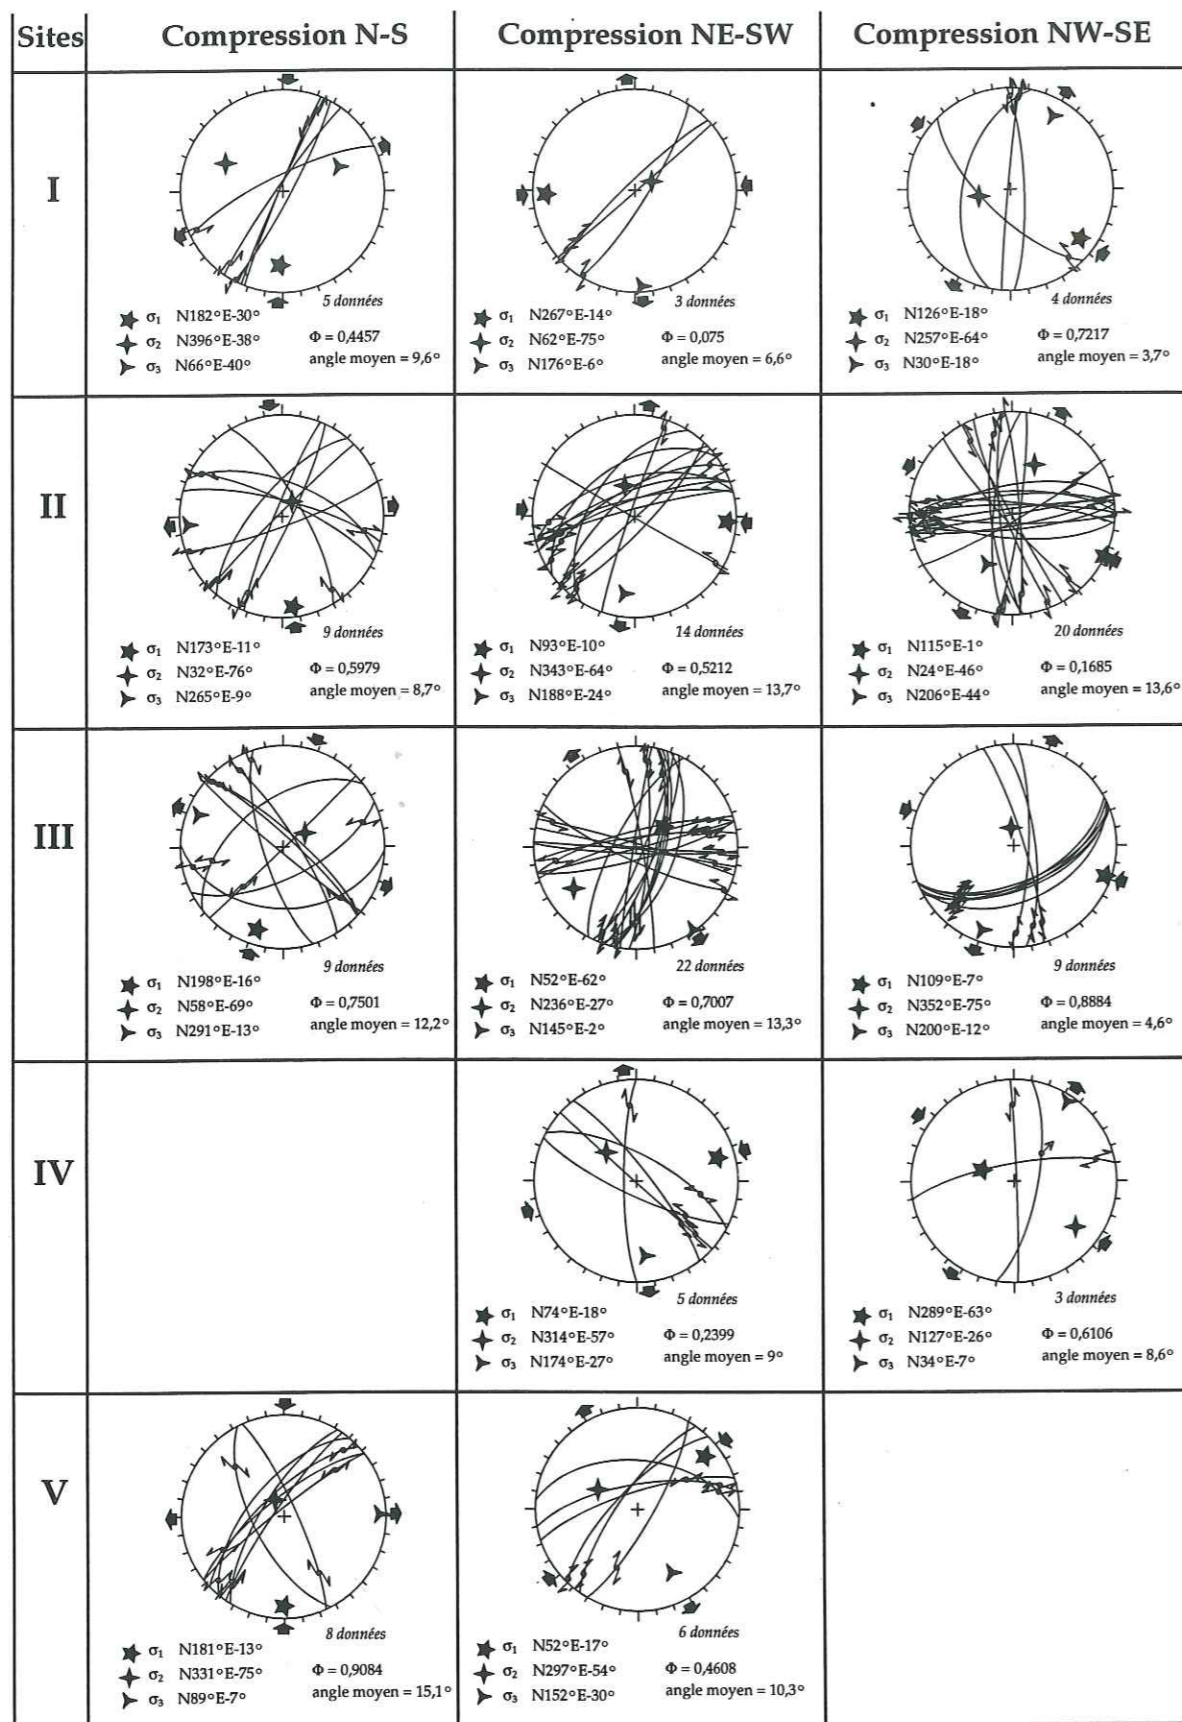 Sites Compression N-S Compression NE-SW Compression NW-SE
I
5 données
σ1 N182°E-30°
σ2 N396°E-38° Φ = 0,4457
σ3 N66°E-40° angle moyen = 9,6°
3 données
σ1 N267°E-14°
σ2 N62°E-75° Φ = 0,075
σ3 N176°E-6° angle moyen = 6,6°
4 données
σ1 N126°E-18°
σ2 N257°E-64° Φ = 0,7217
σ3 N30°E-18° angle moyen = 3,7°
II
9 données
σ1 N173°E-11°
σ2 N32°E-76° Φ = 0,5979
σ3 N265°E-9° angle moyen = 8,7°
14 données
σ1 N93°E-10°
σ2 N343°E-64° Φ = 0,5212
σ3 N188°E-24° angle moyen = 13,7°
20 données
σ1 N115°E-1°
σ2 N24°E-46° Φ = 0,1685
σ3 N206°E-44° angle moyen = 13,6°
III
9 données
σ1 N198°E-16°
σ2 N58°E-69° Φ = 0,7501
σ3 N291°E-13° angle moyen = 12,2°
22 données
σ1 N52°E-62°
σ2 N236°E-27° Φ = 0,7007
σ3 N145°E-2° angle moyen = 13,3°
9 données
σ1 N109°E-7°
σ2 N352°E-75° Φ = 0,8884
σ3 N200°E-12° angle moyen = 4,6°
IV
5 données
σ1 N74°E-18°
σ2 N314°E-57° Φ = 0,2399
σ3 N174°E-27° angle moyen = 9°
3 données
σ1 N289°E-63°
σ2 N127°E-26° Φ = 0,6106
σ3 N34°E-7° angle moyen = 8,6°
V
8 données
σ1 N181°E-13°
σ2 N331°E-75° Φ = 0,9084
σ3 N89°E-7° angle moyen = 15,1°
6 données
σ1 N52°E-17°
σ2 N297°E-54° Φ = 0,4608
σ3 N152°E-30° angle moyen = 10,3°